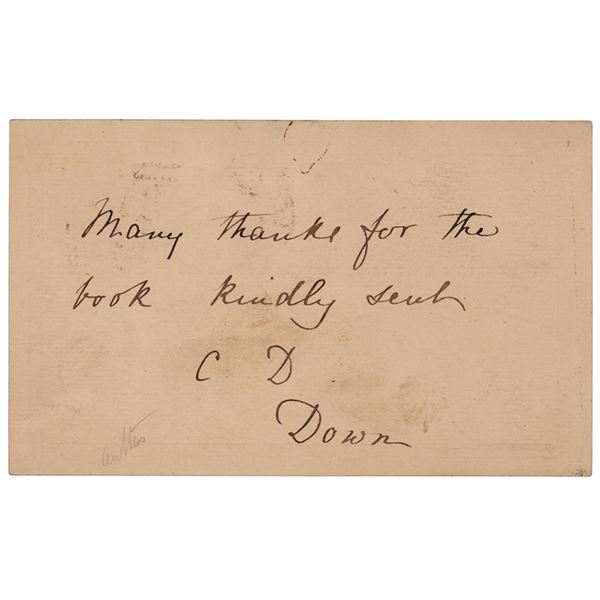 Many thanks for the
book kindly sent
C D
Down